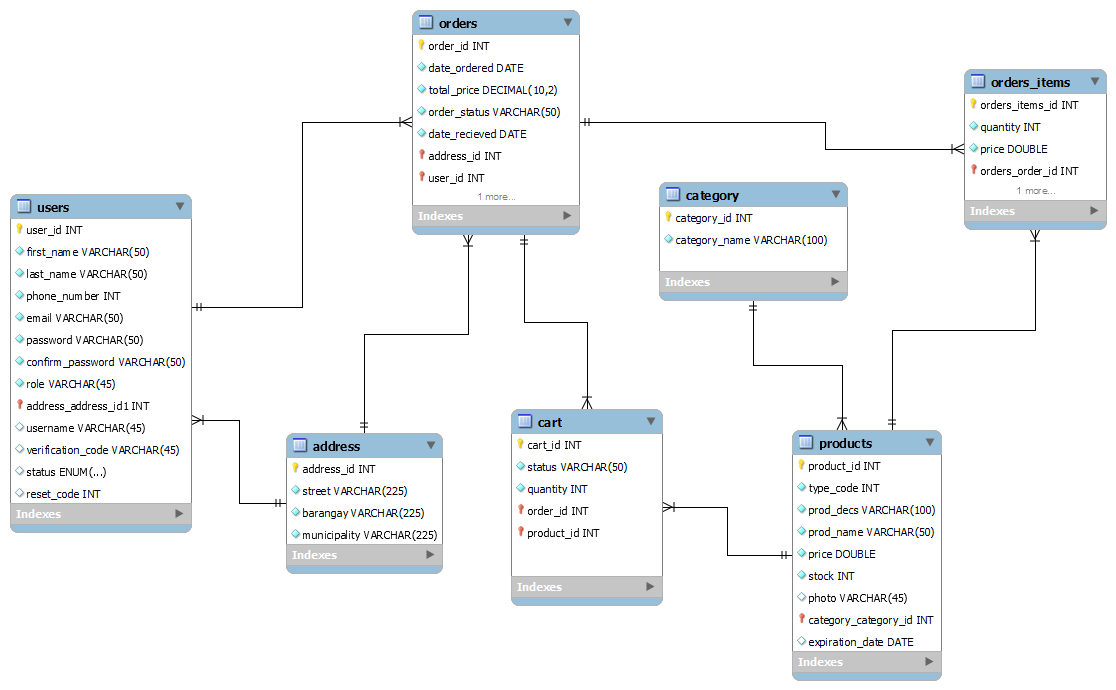 orders
order_id INT
date_ordered DATE
total_price DECIMAL(10,2)
order_status VARCHAR(50)
date_recieved DATE
address_id INT
user_id INT
1 more...
Indexes
orders_items
orders_items_id INT
quantity INT
price DOUBLE
orders_order_id INT
1 more...
Indexes
category
category_id INT
category_name VARCHAR(100)
Indexes
users
user_id INT
first_name VARCHAR(50)
last_name VARCHAR(50)
phone_number INT
email VARCHAR(50)
password VARCHAR(50)
confirm_password VARCHAR(50)
role VARCHAR(45)
address_address_id1 INT
username VARCHAR(45)
verification_code VARCHAR(45)
status ENUM(...)
reset_code INT
Indexes
address
address_id INT
street VARCHAR(225)
barangay VARCHAR(225)
municipality VARCHAR(225)
Indexes
cart
cart_id INT
status VARCHAR(50)
quantity INT
order_id INT
product_id INT
Indexes
products
product_id INT
type_code INT
prod_decs VARCHAR(100)
prod_name VARCHAR(50)
price DOUBLE
stock INT
photo VARCHAR(45)
category_category_id INT
expiration_date DATE
Indexes